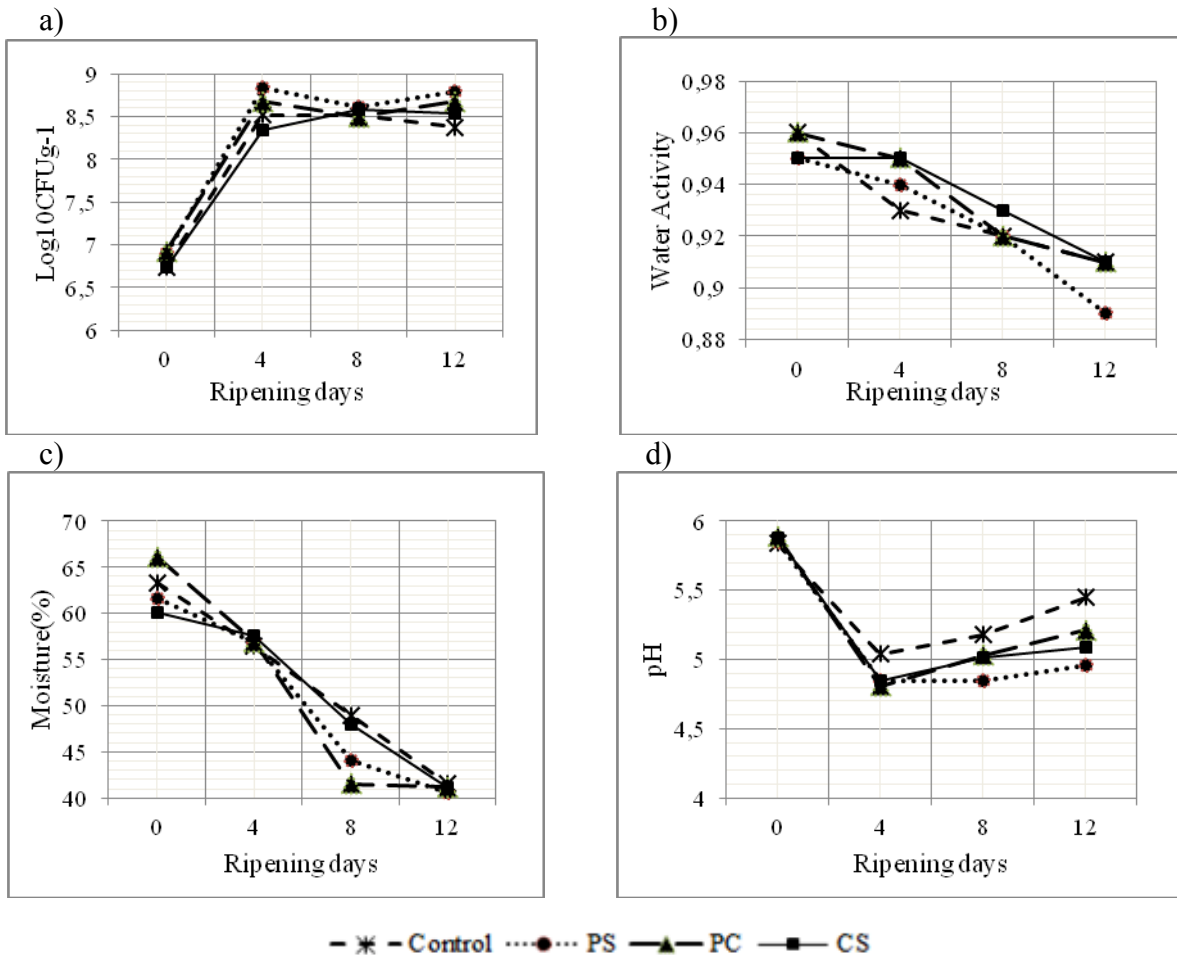 a)
9
8,5
8
7,5
7
6,5
6
Log10CFUg-1
0 4 8 12
Ripening days
b)
0,98
0,96
0,94
0,92
0,9
0,88
Water Activity
0 4 8 12
Ripening days
c)
70
65
60
55
50
45
40
Moisture(%)
0 4 8 12
Ripening days
d)
6
5,5
5
4,5
4
pH
0 4 8 12
Ripening days
Control PS PC CS